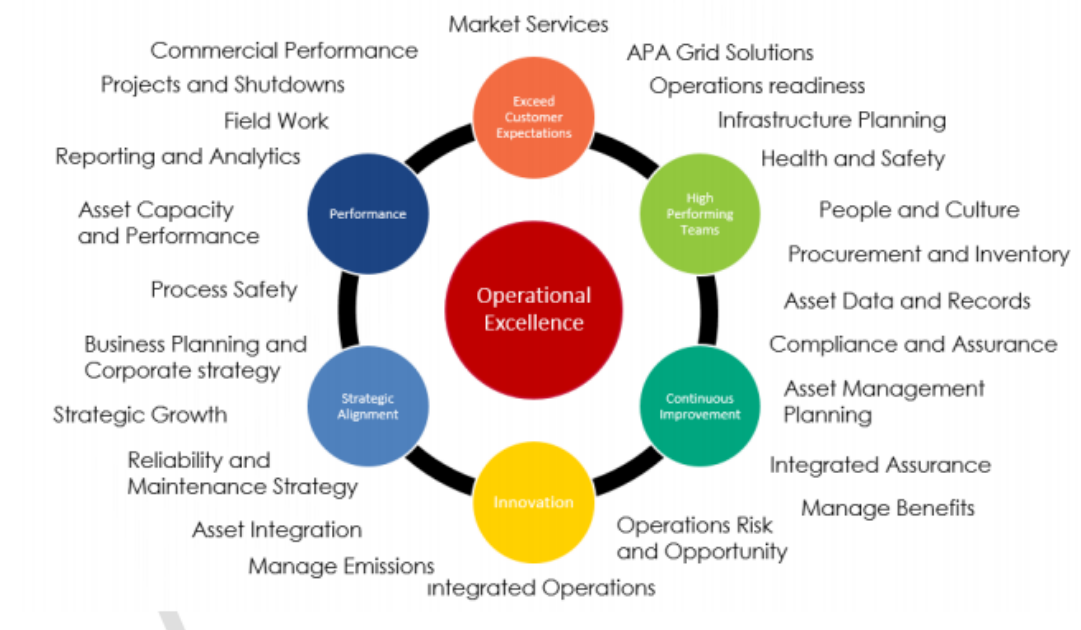 Market Services
Commercial Performance
APA Grid Solutions
Projects and Shutdowns
Operations readiness
Field Work
Infrastructure Planning
Reporting and Analytics
Health and Safety
Exceed
Customer
Expectations
Performance
High
Performing
Teams
Asset Capacity
and Performance
People and Culture
Procurement and Inventory
Process Safety
Operational
Excellence
Asset Data and Records
Business Planning and
Corporate strategy
Compliance and Assurance
Strategic
Alignment
Continuous
Improvement
Asset Management
Planning
Strategic Growth
Reliability and
Maintenance Strategy
Integrated Assurance
Innovation
Manage Benefits
Asset Integration
Operations Risk
and Opportunity
Manage Emissions
Integrated Operations